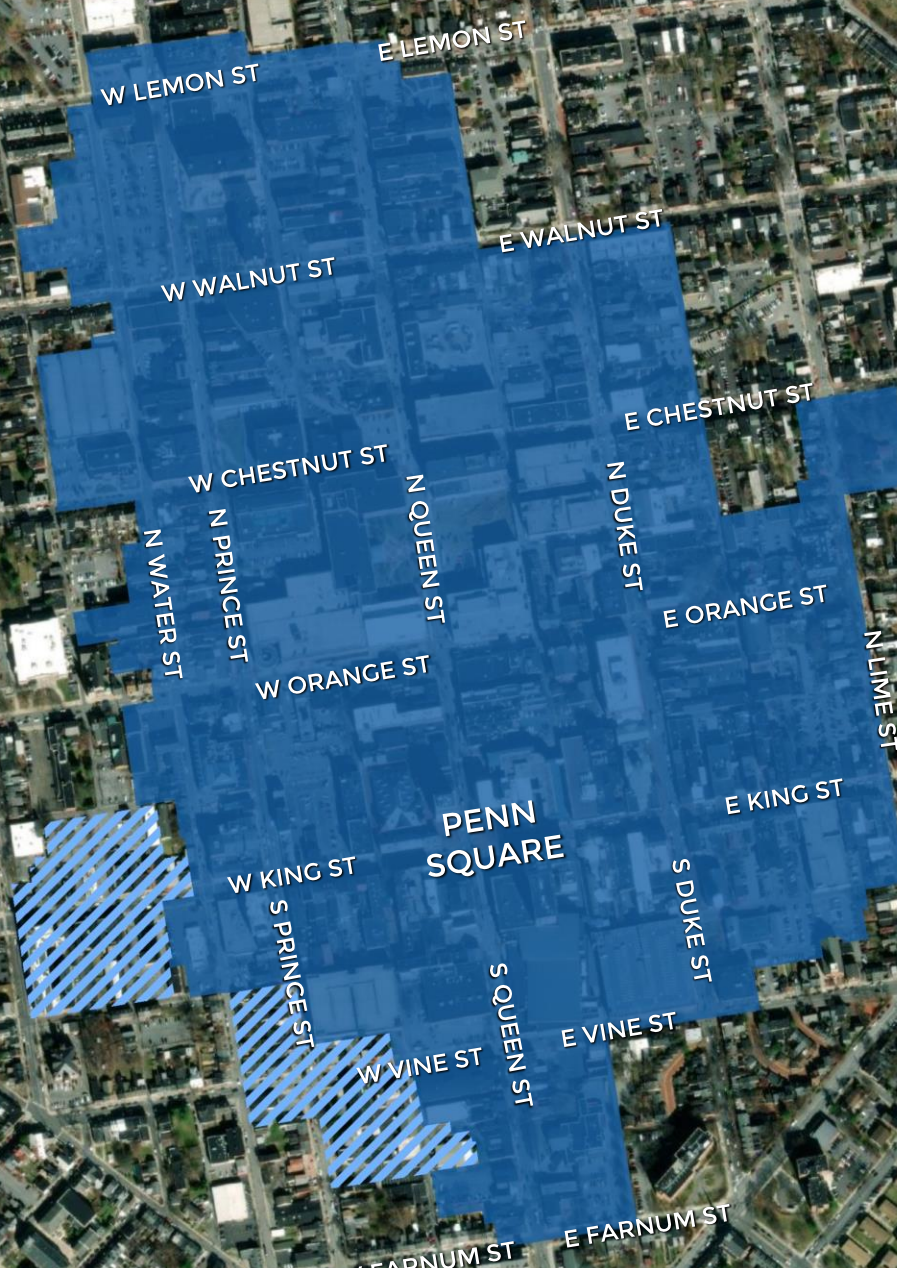 E LEMON ST
W LEMON ST
E WALNUT ST
W WALNUT ST
E CHESTNUT ST
W CHESTNUT ST
N QUEEN ST
N DUKE ST
N PRINCE ST
N WATER ST
E ORANGE ST
N LIME ST
W ORANGE ST
E KING ST
PENN
SQUARE
W KING ST
S DUKE ST
S PRINCE ST
S QUEEN ST
E VINE ST
W VINE ST
E FARNUM ST
FARNUM ST